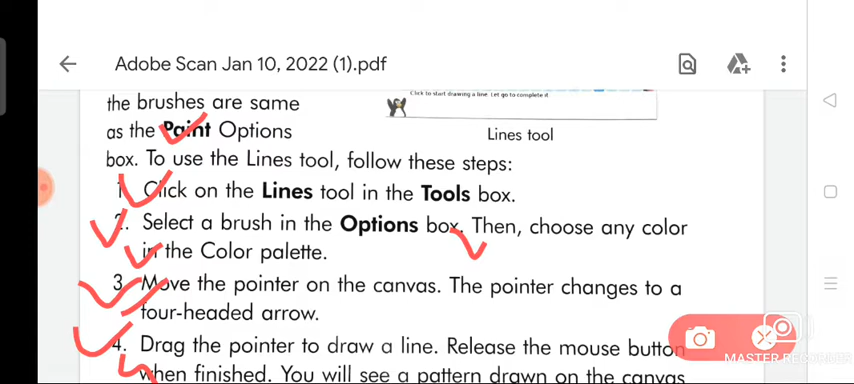 Adobe Scan Jan 10, 2022 (1).pdf
Click to start drawing a line. Let go to complete it
the brushes are same
as the Paint Options
Lines tool
box. To use the Lines tool, follow these steps:
1. Click on the Lines tool in the Tools box.
2. Select a brush in the Options box. Then, choose any color
in the Color palette.
3. Move the pointer on the canvas. The pointer changes to a
four-headed arrow.
4. Drag the pointer to draw a line. Release the mouse button
when finished. You will see a pattern drawn on the canvas
MASTER RECORDER